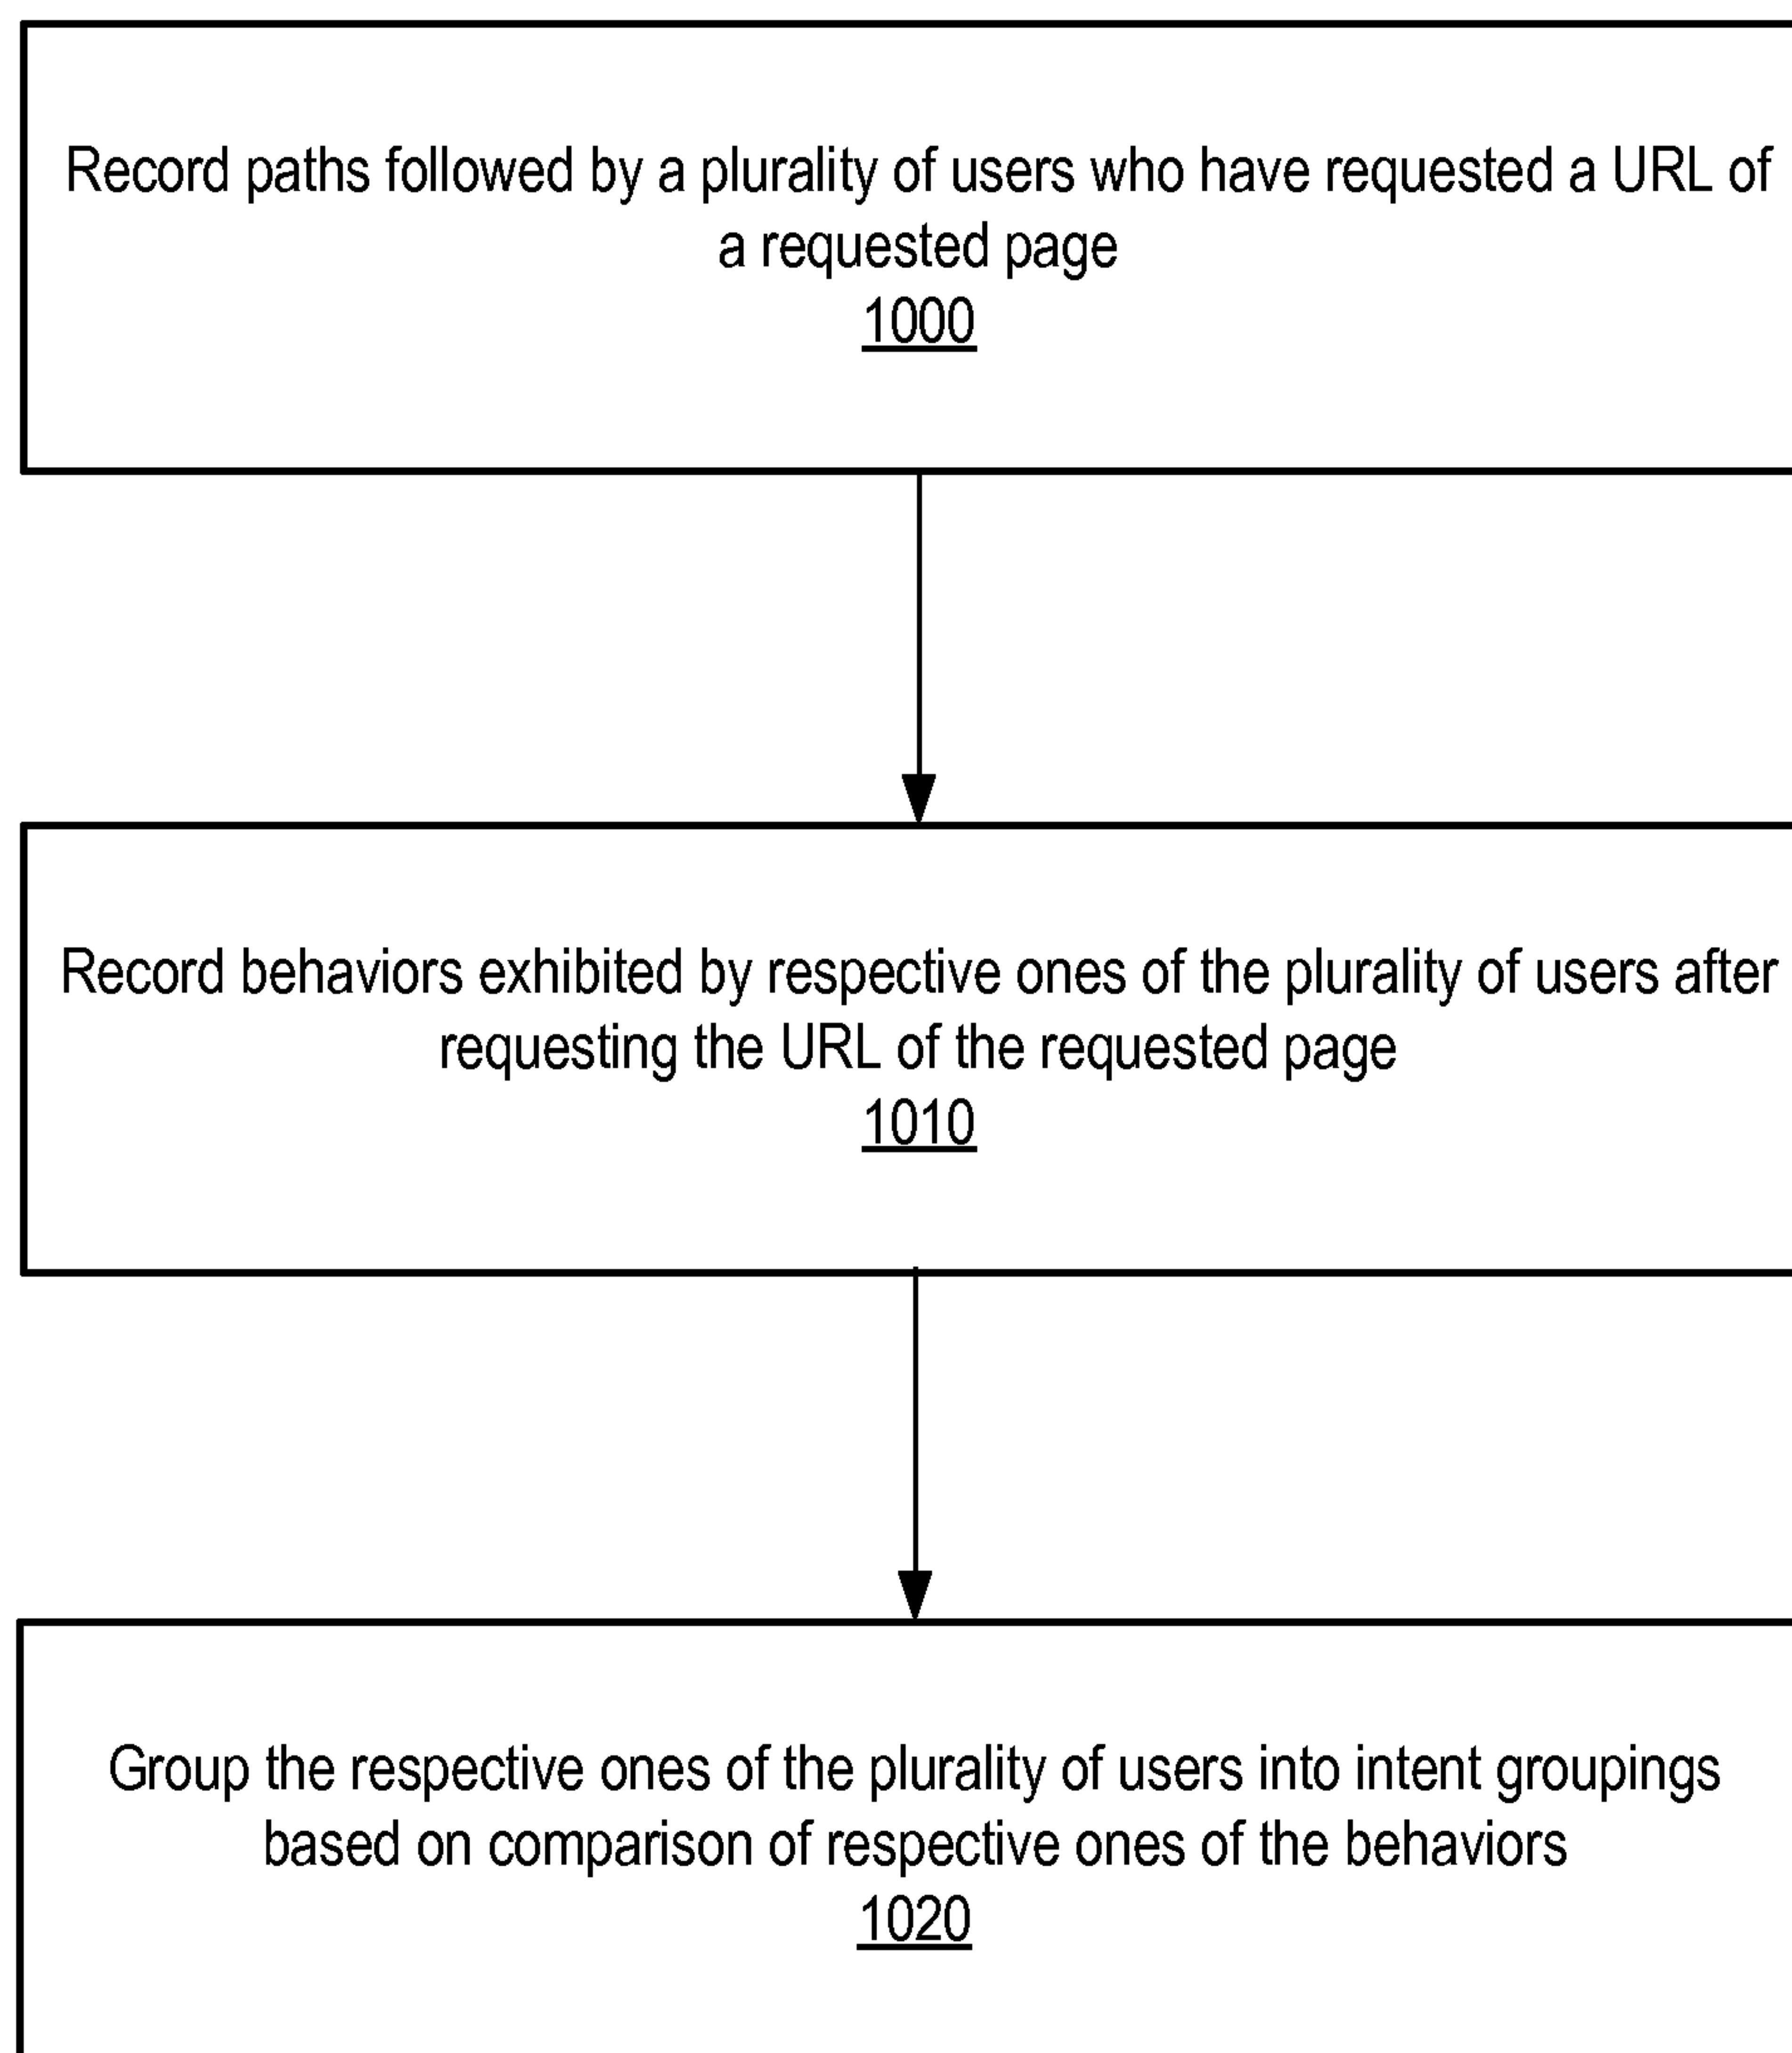 Record paths followed by a plurality of users who have requested a URL of
a requested page
1000
Record behaviors exhibited by respective ones of the plurality of users after
requesting the URL of the requested page
1010
Group the respective ones of the plurality of users into intent groupings
based on comparison of respective ones of the behaviors
1020